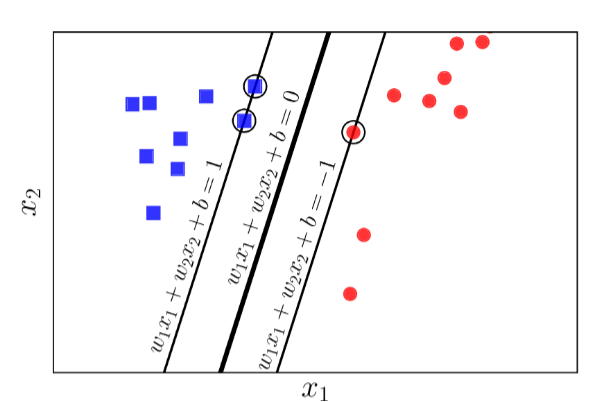 x₂
w₁x₁ + w₂x₂ + b = 1
w₁x₁ + w₂x₂ + b = 0
w₁x₁ + w₂x₂ + b = −1
x₁